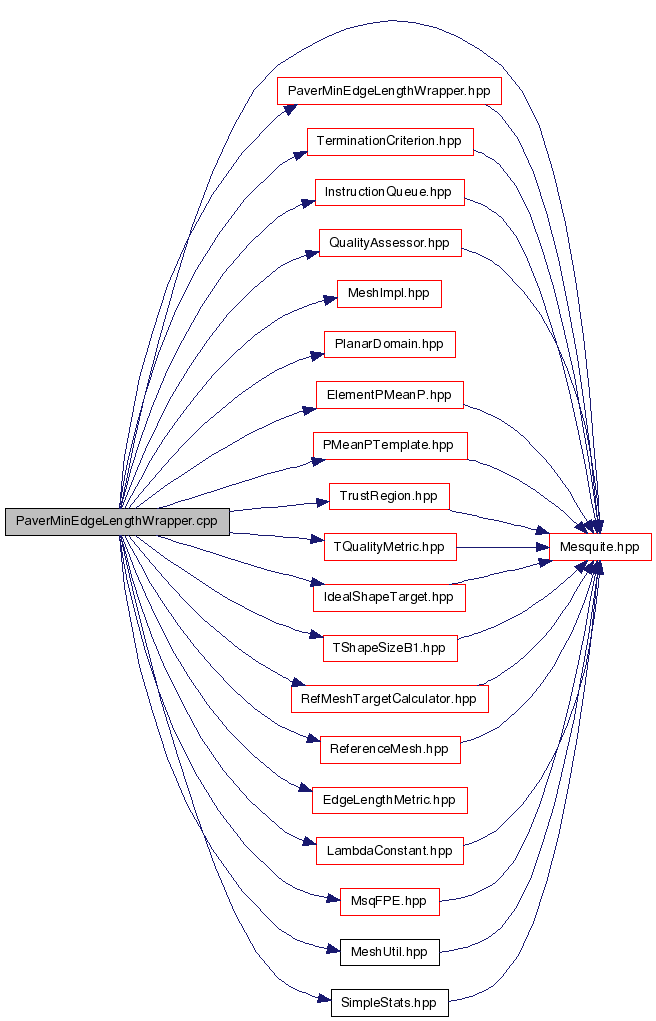 PaverMinEdgeLengthWrapper.hpp
TerminationCriterion.hpp
InstructionQueue.hpp
QualityAssessor.hpp
MeshImpl.hpp
PlanarDomain.hpp
ElementPMeanP.hpp
PMeanPTemplate.hpp
TrustRegion.hpp
PaverMinEdgeLengthWrapper.cpp
TQualityMetric.hpp
Mesquite.hpp
IdealShapeTarget.hpp
TShapeSizeB1.hpp
RefMeshTargetCalculator.hpp
ReferenceMesh.hpp
EdgeLengthMetric.hpp
LambdaConstant.hpp
MsqFPE.hpp
MeshUtil.hpp
SimpleStats.hpp